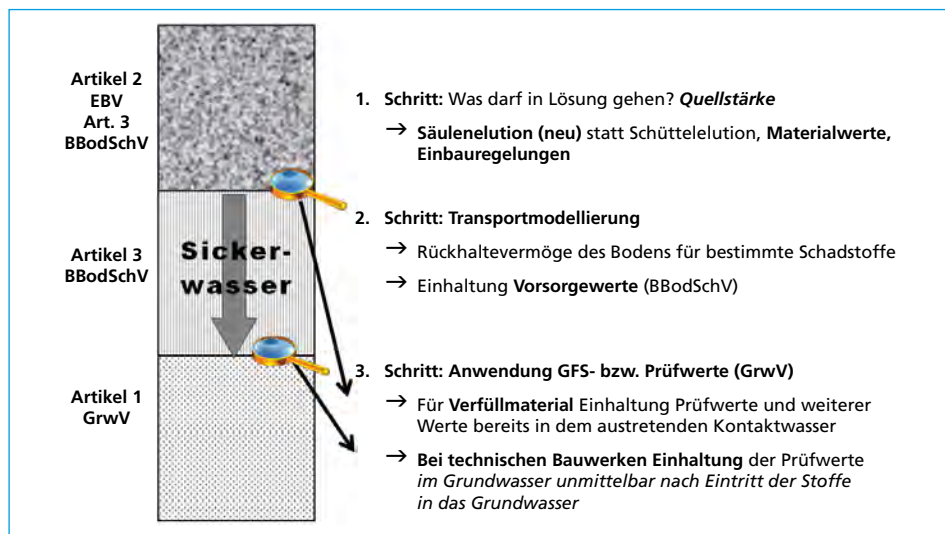 Artikel 2
EBV
Art. 3
BBodSchV
1. Schritt: Was darf in Lösung gehen? Quellstärke
→ Säulenelution (neu) statt Schüttelelution, Materialwerte,
Einbauregelungen
Artikel 3
BBodSchV
Sicker-
wasser
2. Schritt: Transportmodellierung
→ Rückhaltevermöge des Bodens für bestimmte Schadstoffe
→ Einhaltung Vorsorgewerte (BBodSchV)
Artikel 1
GrwV
3. Schritt: Anwendung GFS- bzw. Prüfwerte (GrwV)
→ Für Verfüllmaterial Einhaltung Prüfwerte und weiterer
Werte bereits in dem austretenden Kontaktwasser
→ Bei technischen Bauwerken Einhaltung der Prüfwerte
im Grundwasser unmittelbar nach Eintritt der Stoffe
in das Grundwasser